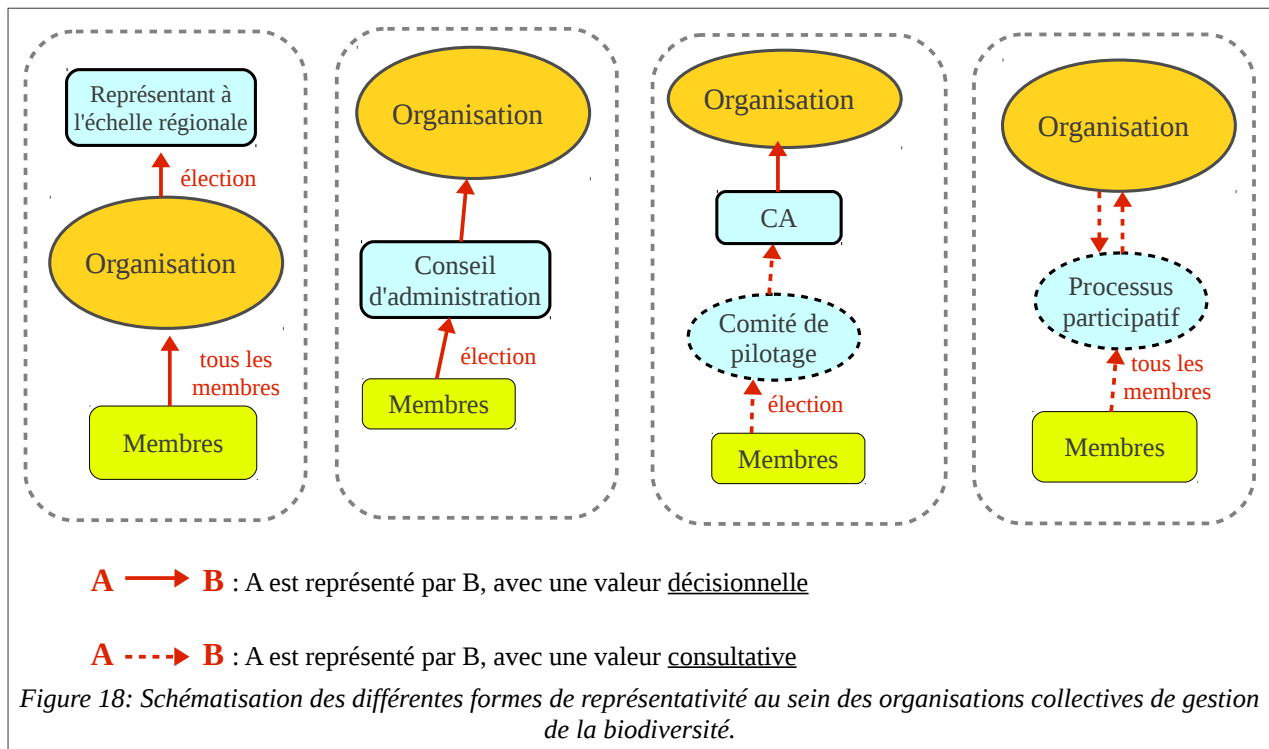 Représentant à
l'échelle régionale
élection
Organisation
tous les
membres
Membres
Organisation
Conseil
d'administration
élection
Membres
Organisation
CA
Comité de
pilotage
élection
Membres
Organisation
Processus
participatif
tous les
membres
Membres
A B : A est représenté par B, avec une valeur décisionnelle
A B : A est représenté par B, avec une valeur consultative
Figure 18: Schématisation des différentes formes de représentativité au sein des organisations collectives de gestion
de la biodiversité.